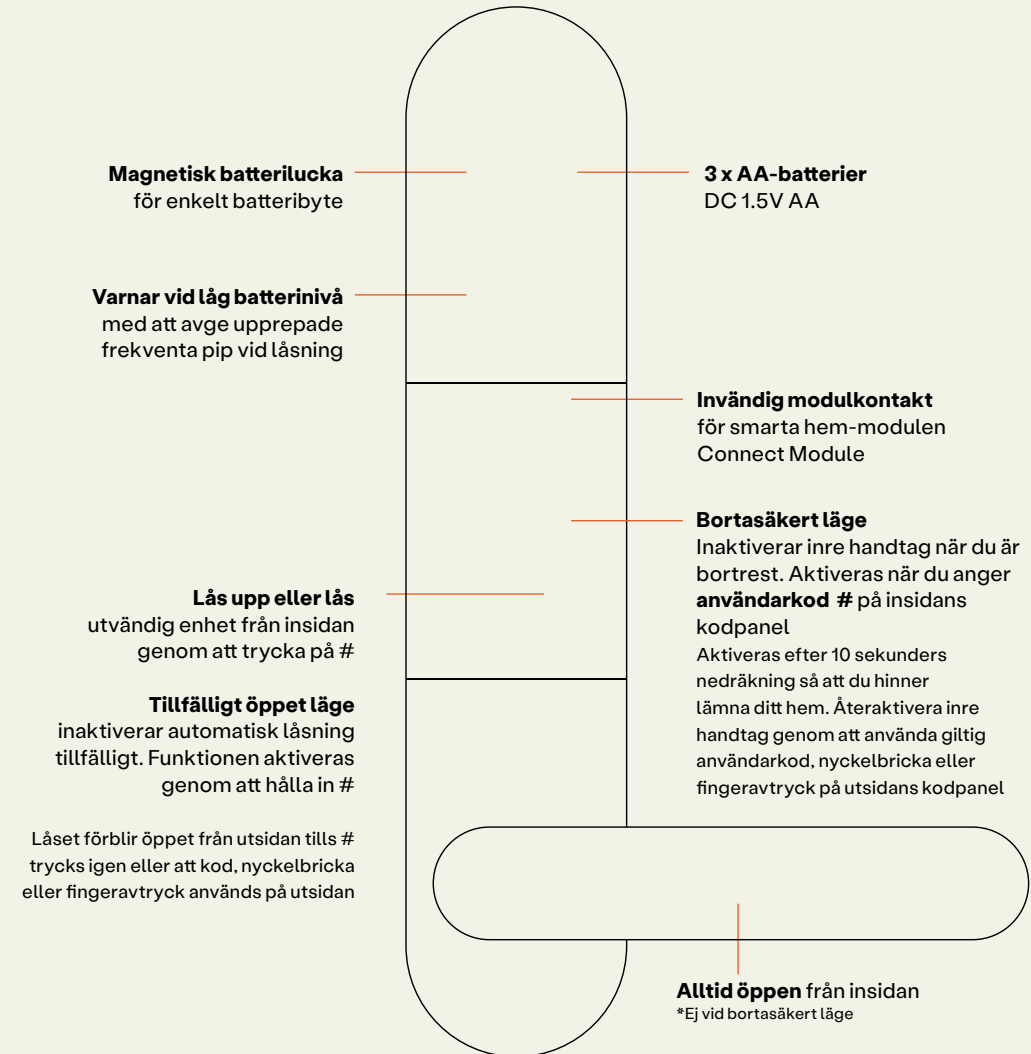 Magnetisk batterilucka
för enkelt batteribyte
3 x AA-batterier
DC 1.5V AA
Varnar vid låg batterinivå
med att avge upprepade
frekventa pip vid låsning
Invändig modulkontakt
för smarta hem-modulen
Connect Module
Bortasäkert läge
Inaktiverar inre handtag när du är
bortrest. Aktiveras när du anger
användarkod # på insidans
kodpanel
Aktiveras efter 10 sekunders
nedräkning så att du hinner
lämna ditt hem. Återaktivera inre
handtag genom att använda giltig
användarkod, nyckelbricka eller
fingeravtryck på utsidans kodpanel
Lås upp eller lås
utvändig enhet från insidan
genom att trycka på #
Tillfälligt öppet läge
inaktiverar automatisk låsning
tillfälligt. Funktionen aktiveras
genom att hålla in #
Låset förblir öppet från utsidan tills #
trycks igen eller att kod, nyckelbricka
eller fingeravtryck används på utsidan
Alltid öppen från insidan
*Ej vid bortasäkert läge